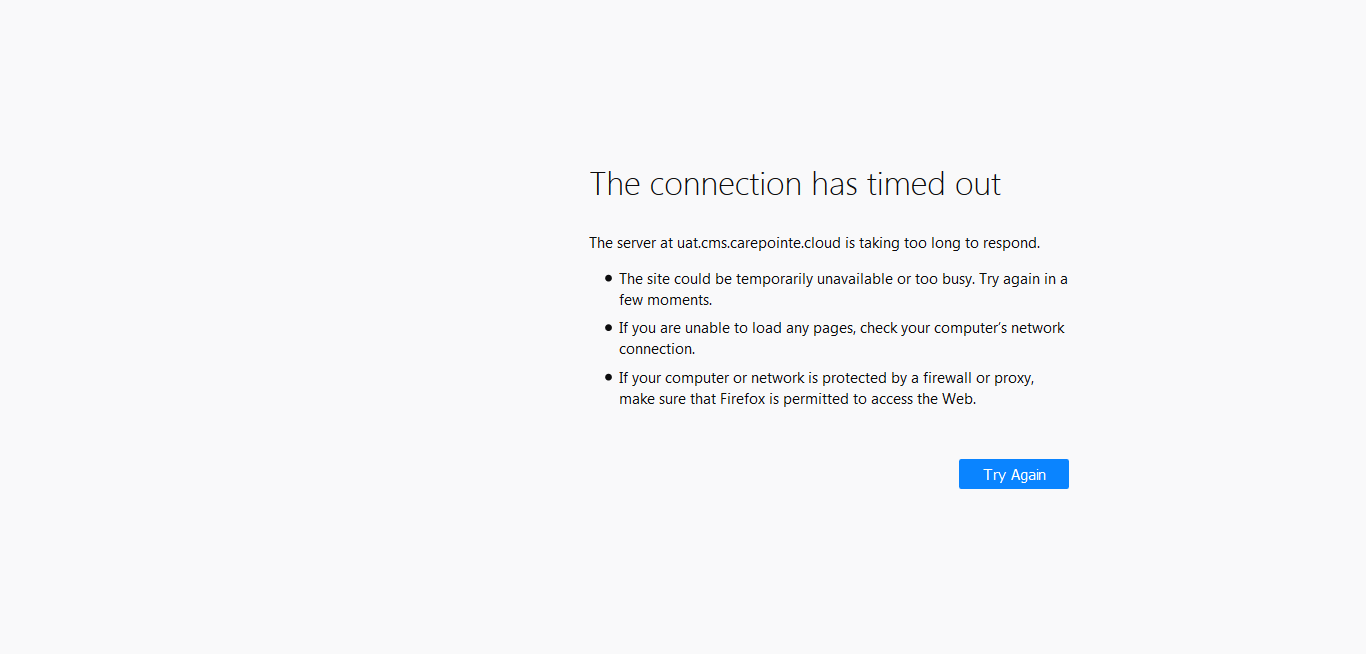 The connection has timed out
The server at uat.cms.carepointe.cloud is taking too long to respond.
The site could be temporarily unavailable or too busy. Try again in a
few moments.
If you are unable to load any pages, check your computer’s network
connection.
If your computer or network is protected by a firewall or proxy,
make sure that Firefox is permitted to access the Web.
Try Again